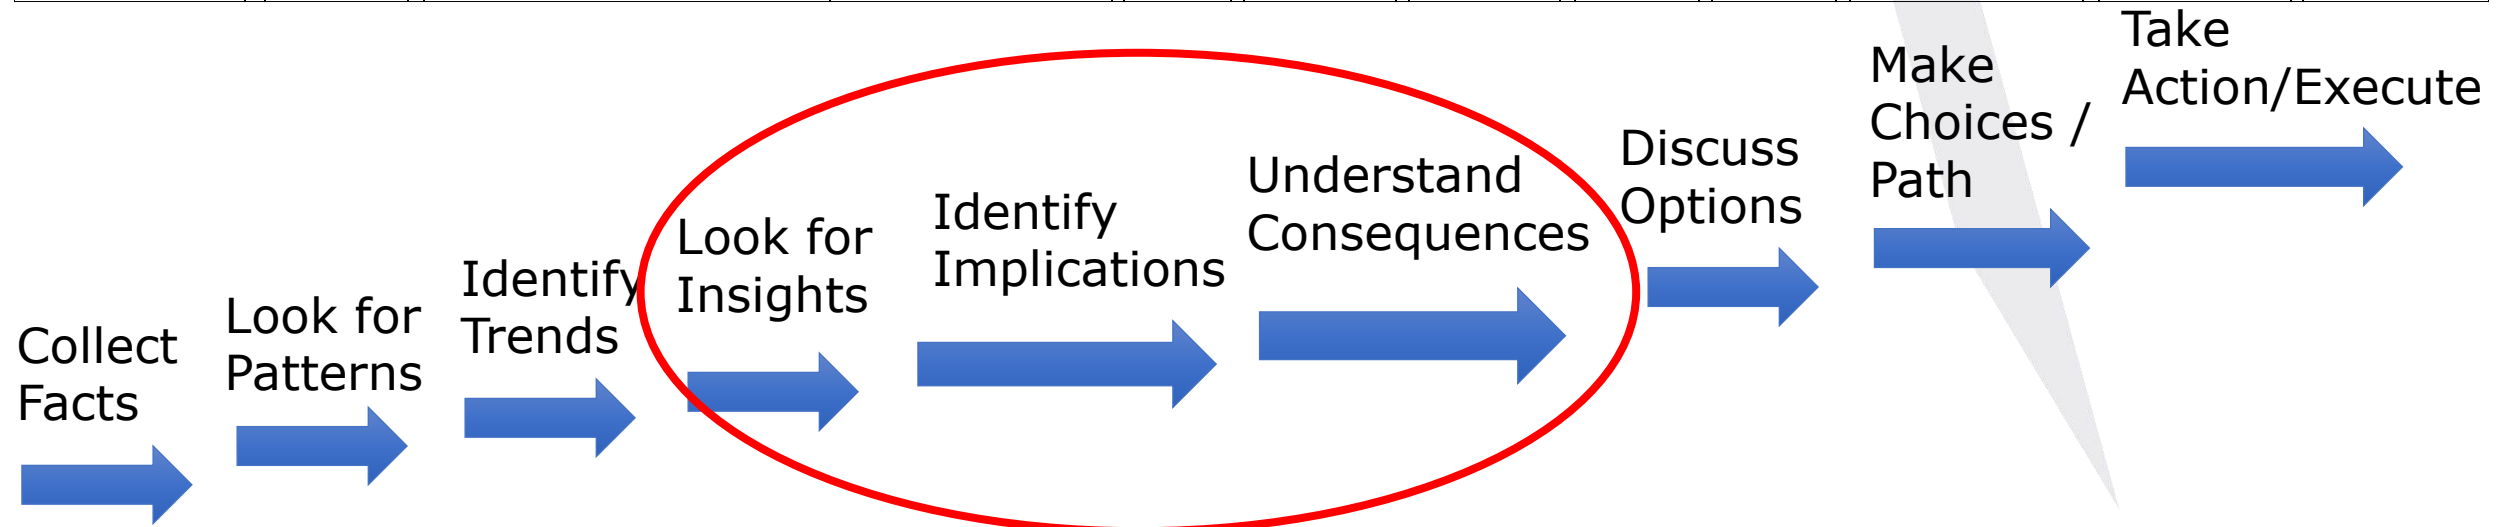 Collect
Facts
Look for
Patterns
Identify
Trends
Look for
Insights
Identify
Implications
Understand
Consequences
Discuss
Options
Make
Choices /
Path
Take
Action/Execute